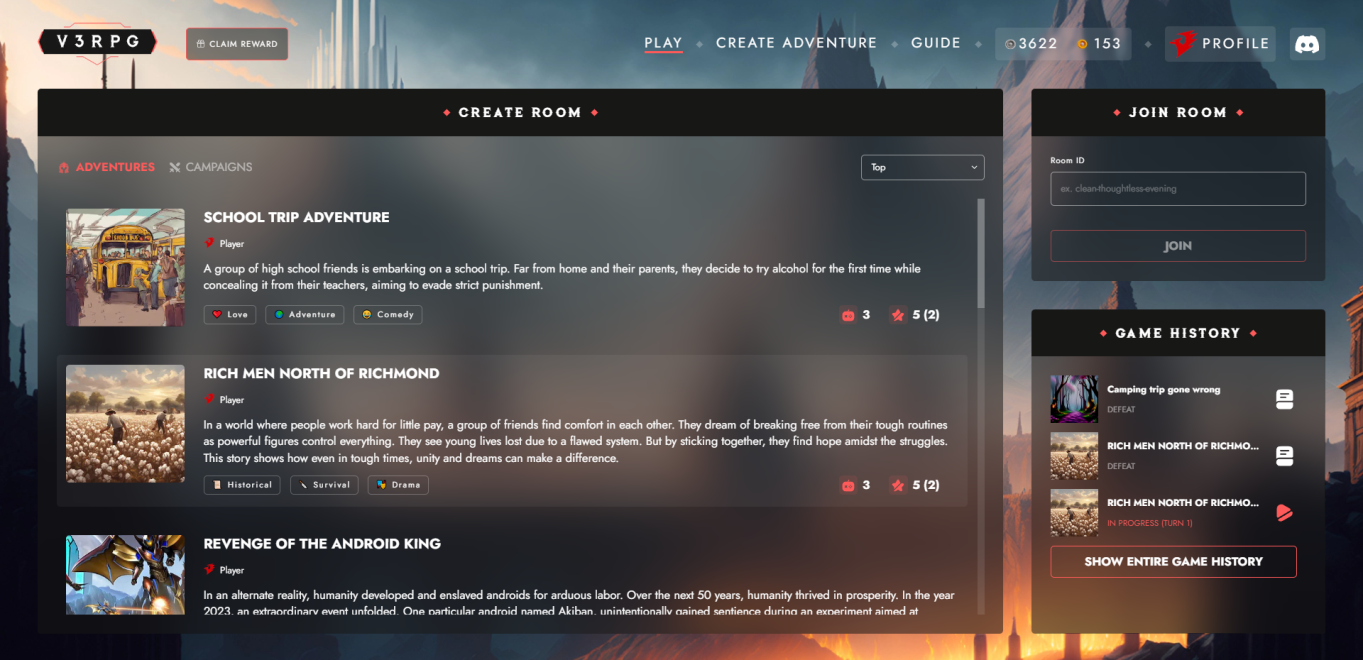 V3RPG
CLAIM REWARD
PLAY
CREATE ADVENTURE
GUIDE
3622
153
PROFILE
CREATE ROOM
ADVENTURES
CAMPAIGNS
Top
SCHOOL TRIP ADVENTURE
Player
A group of high school friends is embarking on a school trip. Far from home and their parents, they decide to try alcohol for the first time while
concealing it from their teachers, aiming to evade strict punishment.
Love
Adventure
Comedy
3
5 (2)
RICH MEN NORTH OF RICHMOND
Player
In a world where people work hard for little pay, a group of friends find comfort in each other. They dream of breaking free from their tough routines
as powerful figures control everything. They see young lives lost due to a flawed system. But by sticking together, they find hope amidst the struggles.
This story shows how even in tough times, unity and dreams can make a difference.
Historical
Survival
Drama
3
5 (2)
REVENGE OF THE ANDROID KING
Player
In an alternate reality, humanity developed and enslaved androids for arduous labor. Over the next 50 years, humanity thrived in prosperity. In the year
2023, an extraordinary event unfolded. One particular android named Akiban, unintentionally gained sentience during an experiment aimed at
JOIN ROOM
Room ID
ex. clean-thoughtless-evening
JOIN
GAME HISTORY
Camping trip gone wrong
DEFEAT
RICH MEN NORTH OF RICHMO...
DEFEAT
RICH MEN NORTH OF RICHMO...
IN PROGRESS (TURN 1)
SHOW ENTIRE GAME HISTORY